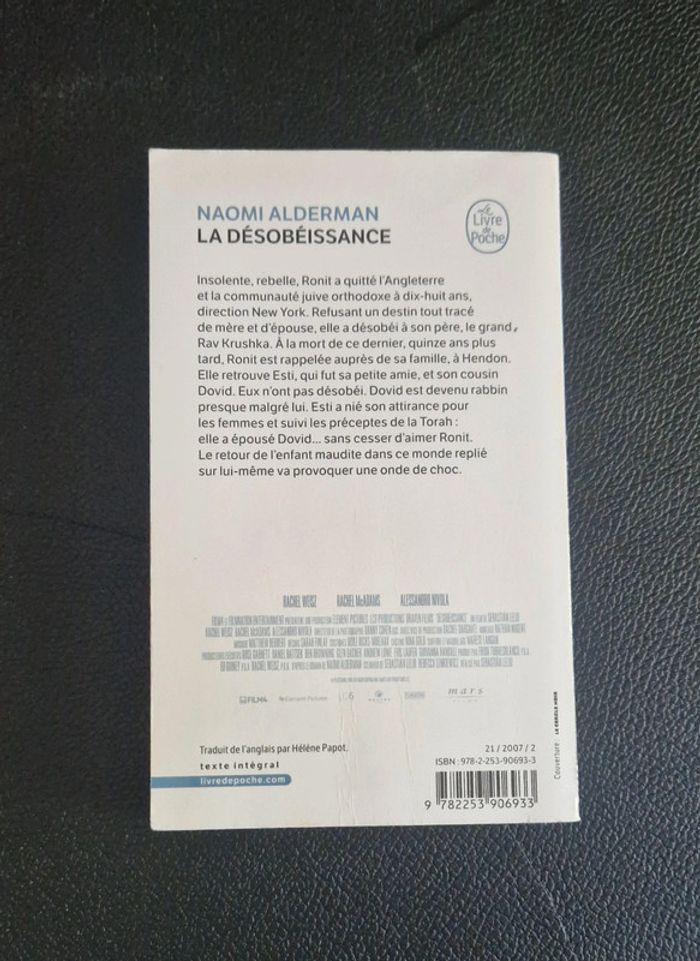 NAOMI ALDERMAN
LA DÉSOBÉISSANCE
Le
Livre
de
Poche
Insolente, rebelle, Ronit a quitté l'Angleterre
et la communauté juive orthodoxe à dix-huit ans,
direction New York. Refusant un destin tout tracé
de mère et d'épouse, elle a désobéi à son père, le grand
Rav Krushka. À la mort de ce dernier, quinze ans plus
tard, Ronit est rappelée auprès de sa famille, à Hendon.
Elle retrouve Esti, qui fut sa petite amie, et son cousin
Dovid. Eux n'ont pas désobéi. Dovid est devenu rabbin
presque malgré lui. Esti a nié son attirance pour
les femmes et suivi les préceptes de la Torah :
elle a épousé Dovid... sans cesser d'aimer Ronit.
Le retour de l'enfant maudite dans ce monde replié
sur lui-même va provoquer une onde de choc.
RACHEL WEISZ RACHEL McADAMS ALESSANDRO NIVOLA
FILM4 Element Pictures mars
Traduit de l'anglais par Hélène Papot.
texte intégral
livredepoche.com
21 / 2007 / 2
ISBN : 978-2-253-90693-3
9 782253 906933
Couverture : LE CERCLE NOIR